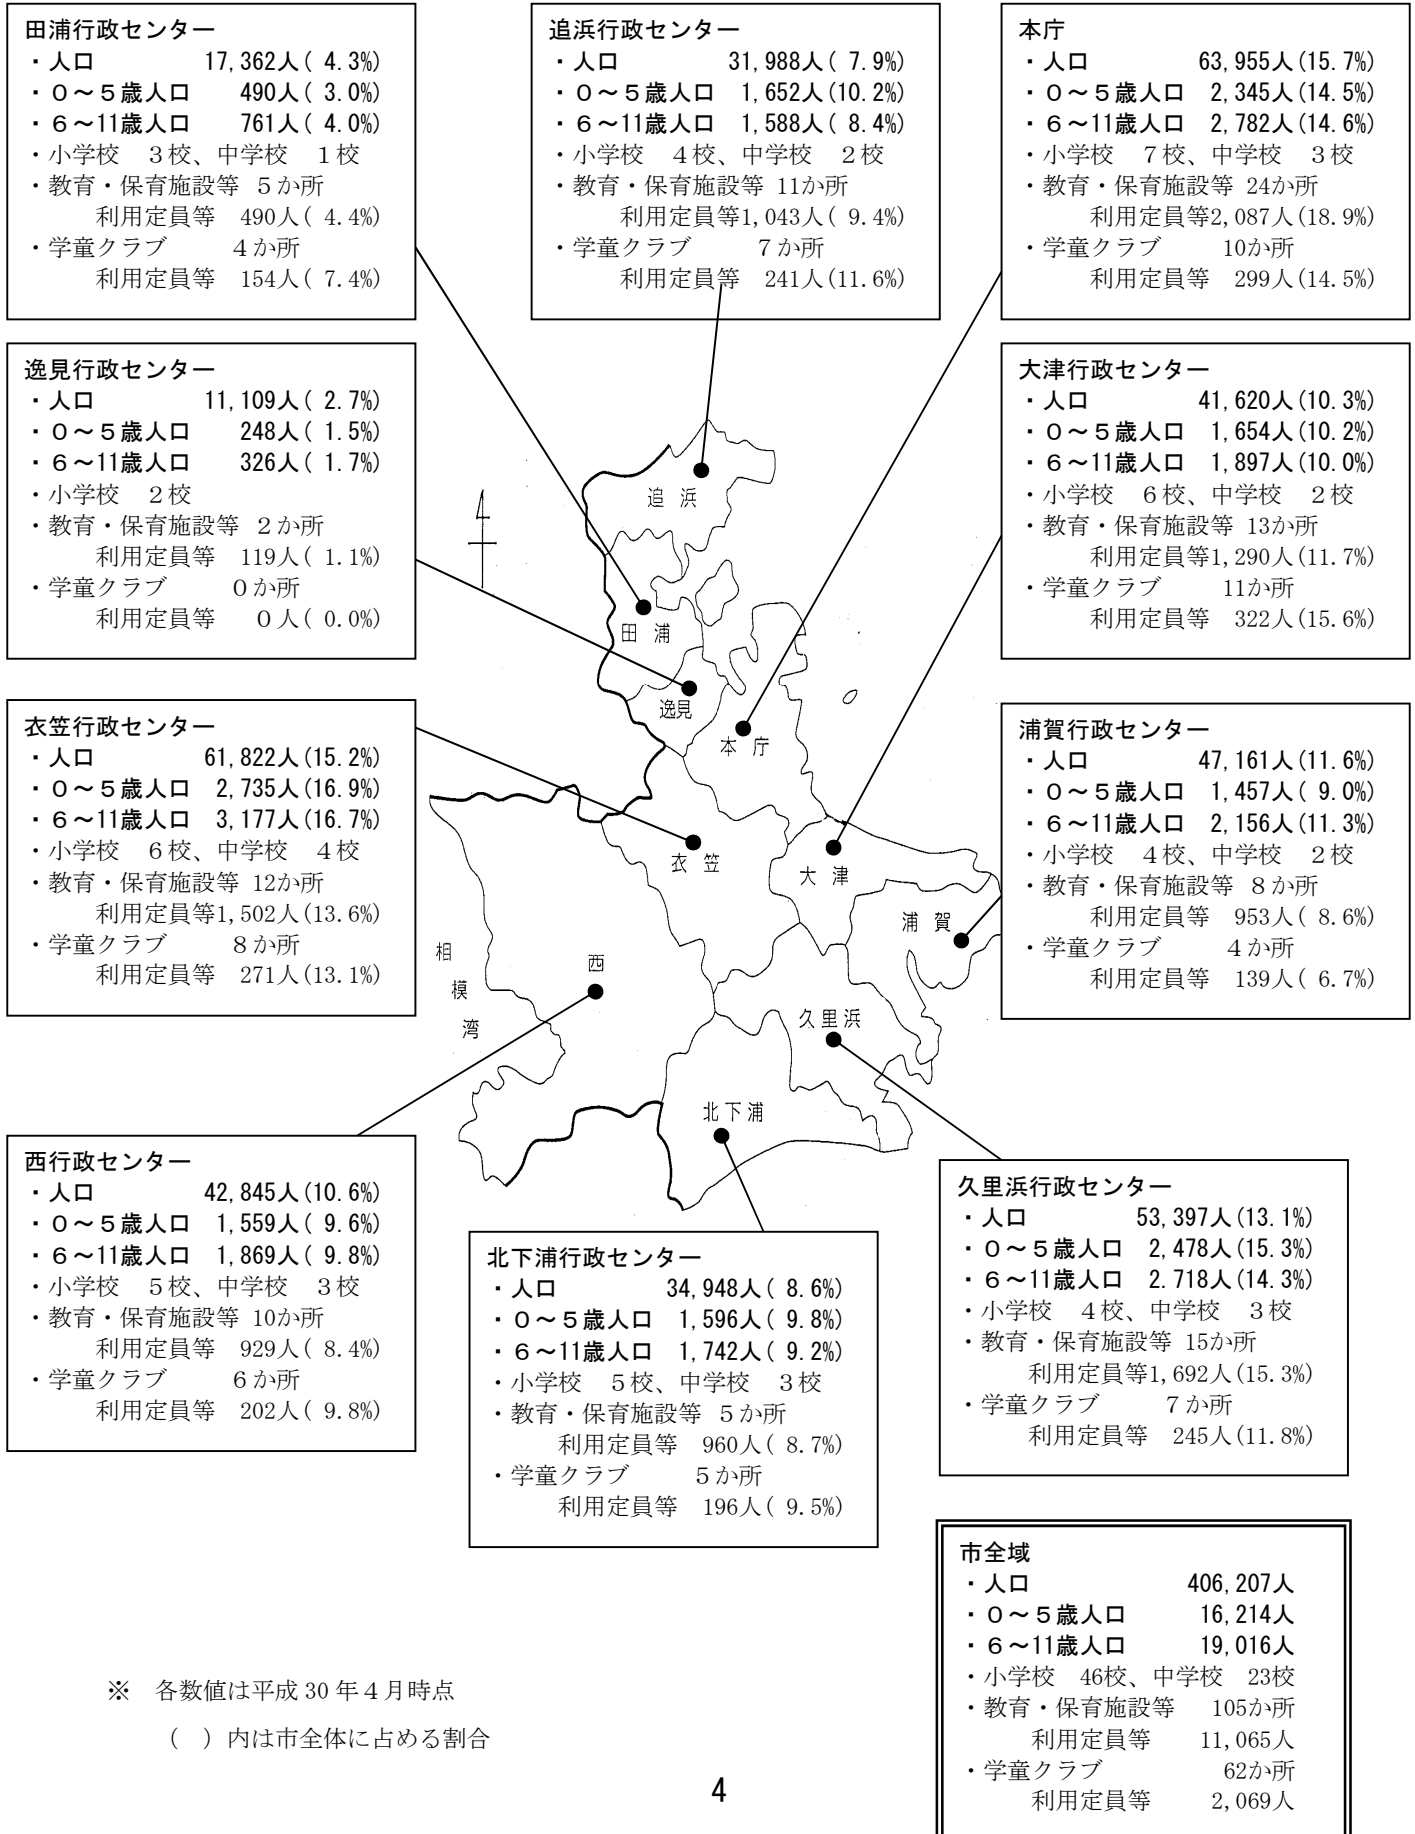 田浦行政センター
・人口 17,362人( 4.3%)
・０～５歳人口 490人( 3.0%)
・６～11歳人口 761人( 4.0%)
・小学校　３校、中学校　１校
・教育・保育施設等 ５か所
利用定員等 490人( 4.4%)
・学童クラブ ４か所
利用定員等 154人( 7.4%)
追浜行政センター
・人口 31,988人( 7.9%)
・０～５歳人口 1,652人(10.2%)
・６～11歳人口 1,588人( 8.4%)
・小学校　４校、中学校　２校
・教育・保育施設等 11か所
利用定員等1,043人( 9.4%)
・学童クラブ ７か所
利用定員等 241人(11.6%)
本庁
・人口 63,955人(15.7%)
・０～５歳人口 2,345人(14.5%)
・６～11歳人口 2,782人(14.6%)
・小学校　７校、中学校　３校
・教育・保育施設等 24か所
利用定員等2,087人(18.9%)
・学童クラブ 10か所
利用定員等 299人(14.5%)
逸見行政センター
・人口 11,109人( 2.7%)
・０～５歳人口 248人( 1.5%)
・６～11歳人口 326人( 1.7%)
・小学校　２校
・教育・保育施設等 ２か所
利用定員等 119人( 1.1%)
・学童クラブ ０か所
利用定員等 ０人( 0.0%)
大津行政センター
・人口 41,620人(10.3%)
・０～５歳人口 1,654人(10.2%)
・６～11歳人口 1,897人(10.0%)
・小学校　６校、中学校　２校
・教育・保育施設等 13か所
利用定員等1,290人(11.7%)
・学童クラブ 11か所
利用定員等 322人(15.6%)
追 浜
田 浦
逸見
本 庁
衣 笠
大 津
浦 賀
西
久里浜
北下浦
相
模
湾
衣笠行政センター
・人口 61,822人(15.2%)
・０～５歳人口 2,735人(16.9%)
・６～11歳人口 3,177人(16.7%)
・小学校　６校、中学校　４校
・教育・保育施設等 12か所
利用定員等1,502人(13.6%)
・学童クラブ ８か所
利用定員等 271人(13.1%)
浦賀行政センター
・人口 47,161人(11.6%)
・０～５歳人口 1,457人( 9.0%)
・６～11歳人口 2,156人(11.3%)
・小学校　４校、中学校　２校
・教育・保育施設等 ８か所
利用定員等 953人( 8.6%)
・学童クラブ ４か所
利用定員等 139人( 6.7%)
西行政センター
・人口 42,845人(10.6%)
・０～５歳人口 1,559人( 9.6%)
・６～11歳人口 1,869人( 9.8%)
・小学校　５校、中学校　３校
・教育・保育施設等 10か所
利用定員等 929人( 8.4%)
・学童クラブ ６か所
利用定員等 202人( 9.8%)
北下浦行政センター
・人口 34,948人( 8.6%)
・０～５歳人口 1,596人( 9.8%)
・６～11歳人口 1,742人( 9.2%)
・小学校　５校、中学校　３校
・教育・保育施設等 ５か所
利用定員等 960人( 8.7%)
・学童クラブ ５か所
利用定員等 196人( 9.5%)
久里浜行政センター
・人口 53,397人(13.1%)
・０～５歳人口 2,478人(15.3%)
・６～11歳人口 2.718人(14.3%)
・小学校　４校、中学校　３校
・教育・保育施設等 15か所
利用定員等1,692人(15.3%)
・学童クラブ ７か所
利用定員等 245人(11.8%)
市全域
・人口 406,207人
・０～５歳人口 16,214人
・６～11歳人口 19,016人
・小学校　46校、中学校　23校
・教育・保育施設等 105か所
利用定員等 11,065人
・学童クラブ 62か所
利用定員等 2,069人
※　各数値は平成 30 年４月時点
（　）内は市全体に占める割合
4